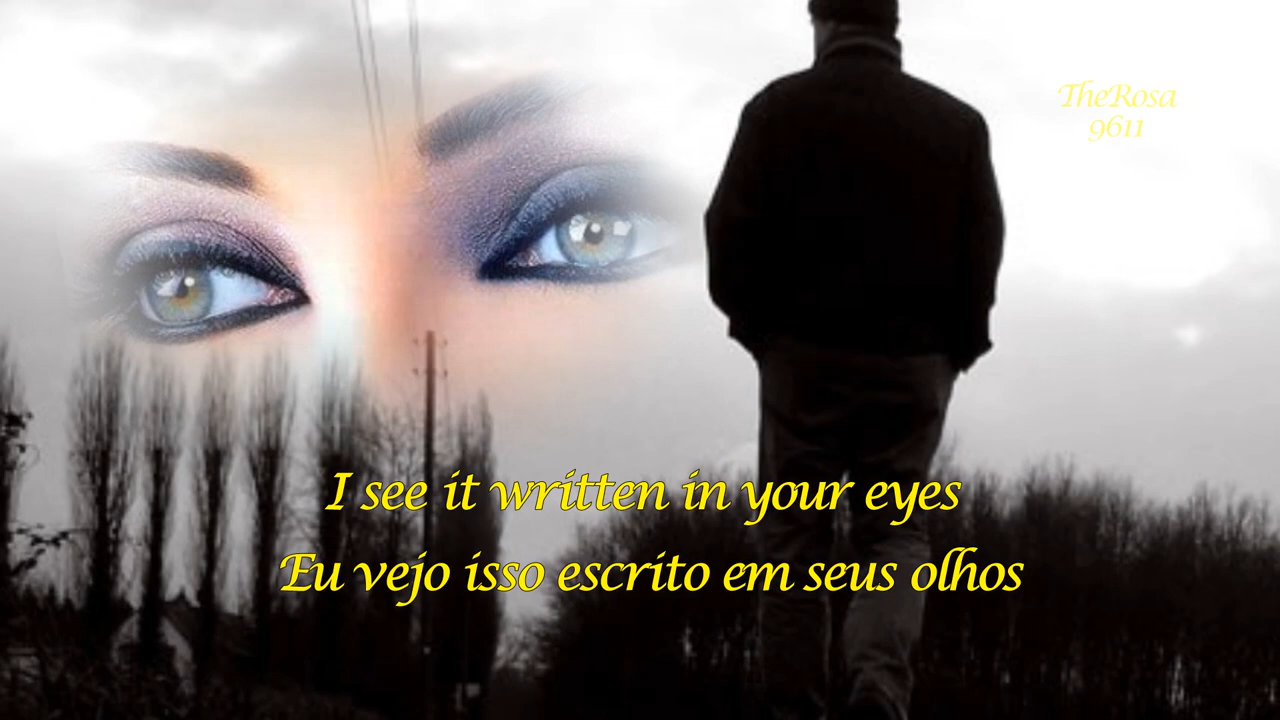 TheRosa
9611
I see it written in your eyes
Eu vejo isso escrito em seus olhos